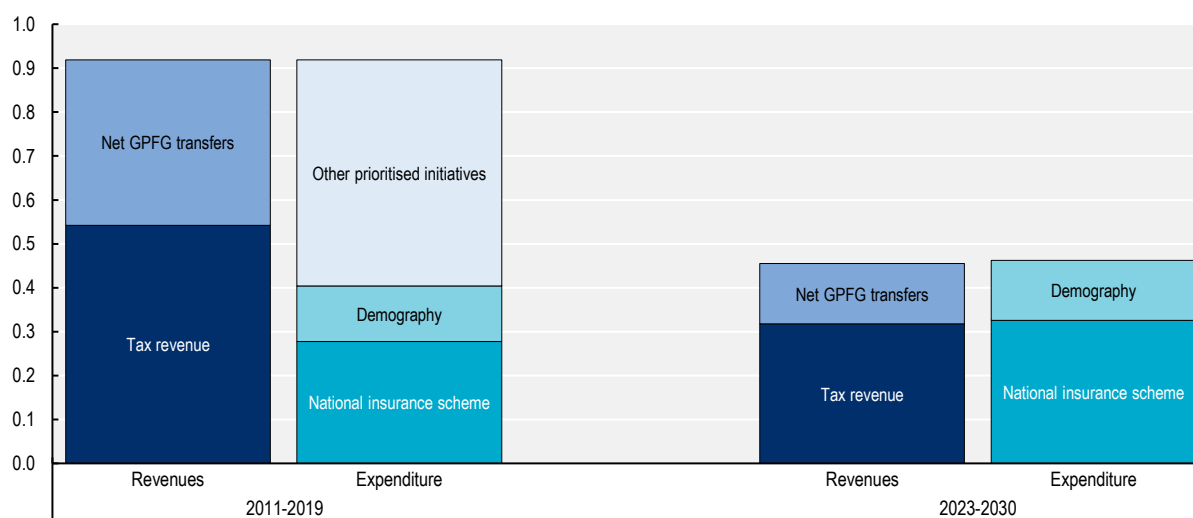 1.0
0.9
0.8
0.7
0.6
0.5
0.4
0.3
0.2
0.1
0.0
Net GPFG transfers
Tax revenue
Other prioritised initiatives
Demography
National insurance scheme
Net GPFG transfers
Tax revenue
Demography
National insurance scheme
Revenues Expenditure Revenues Expenditure
2011-2019 2023-2030